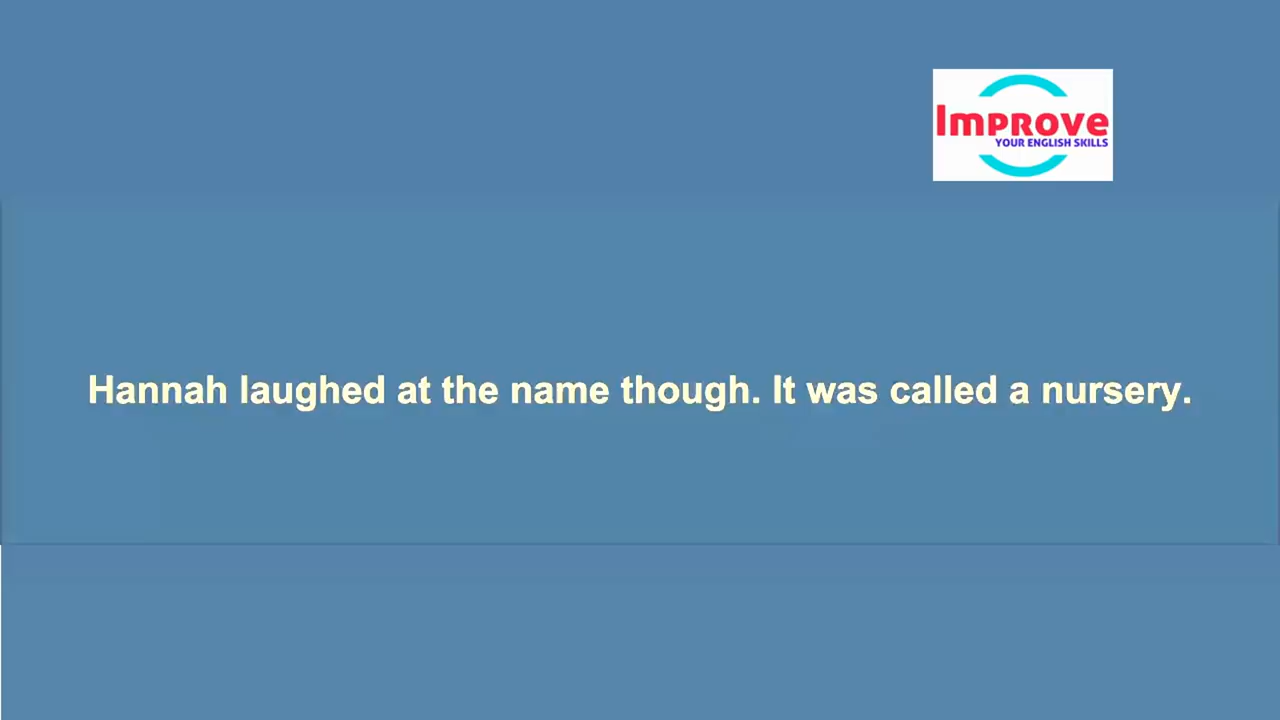 Improve
YOUR ENGLISH SKILLS
Hannah laughed at the name though. It was called a nursery.